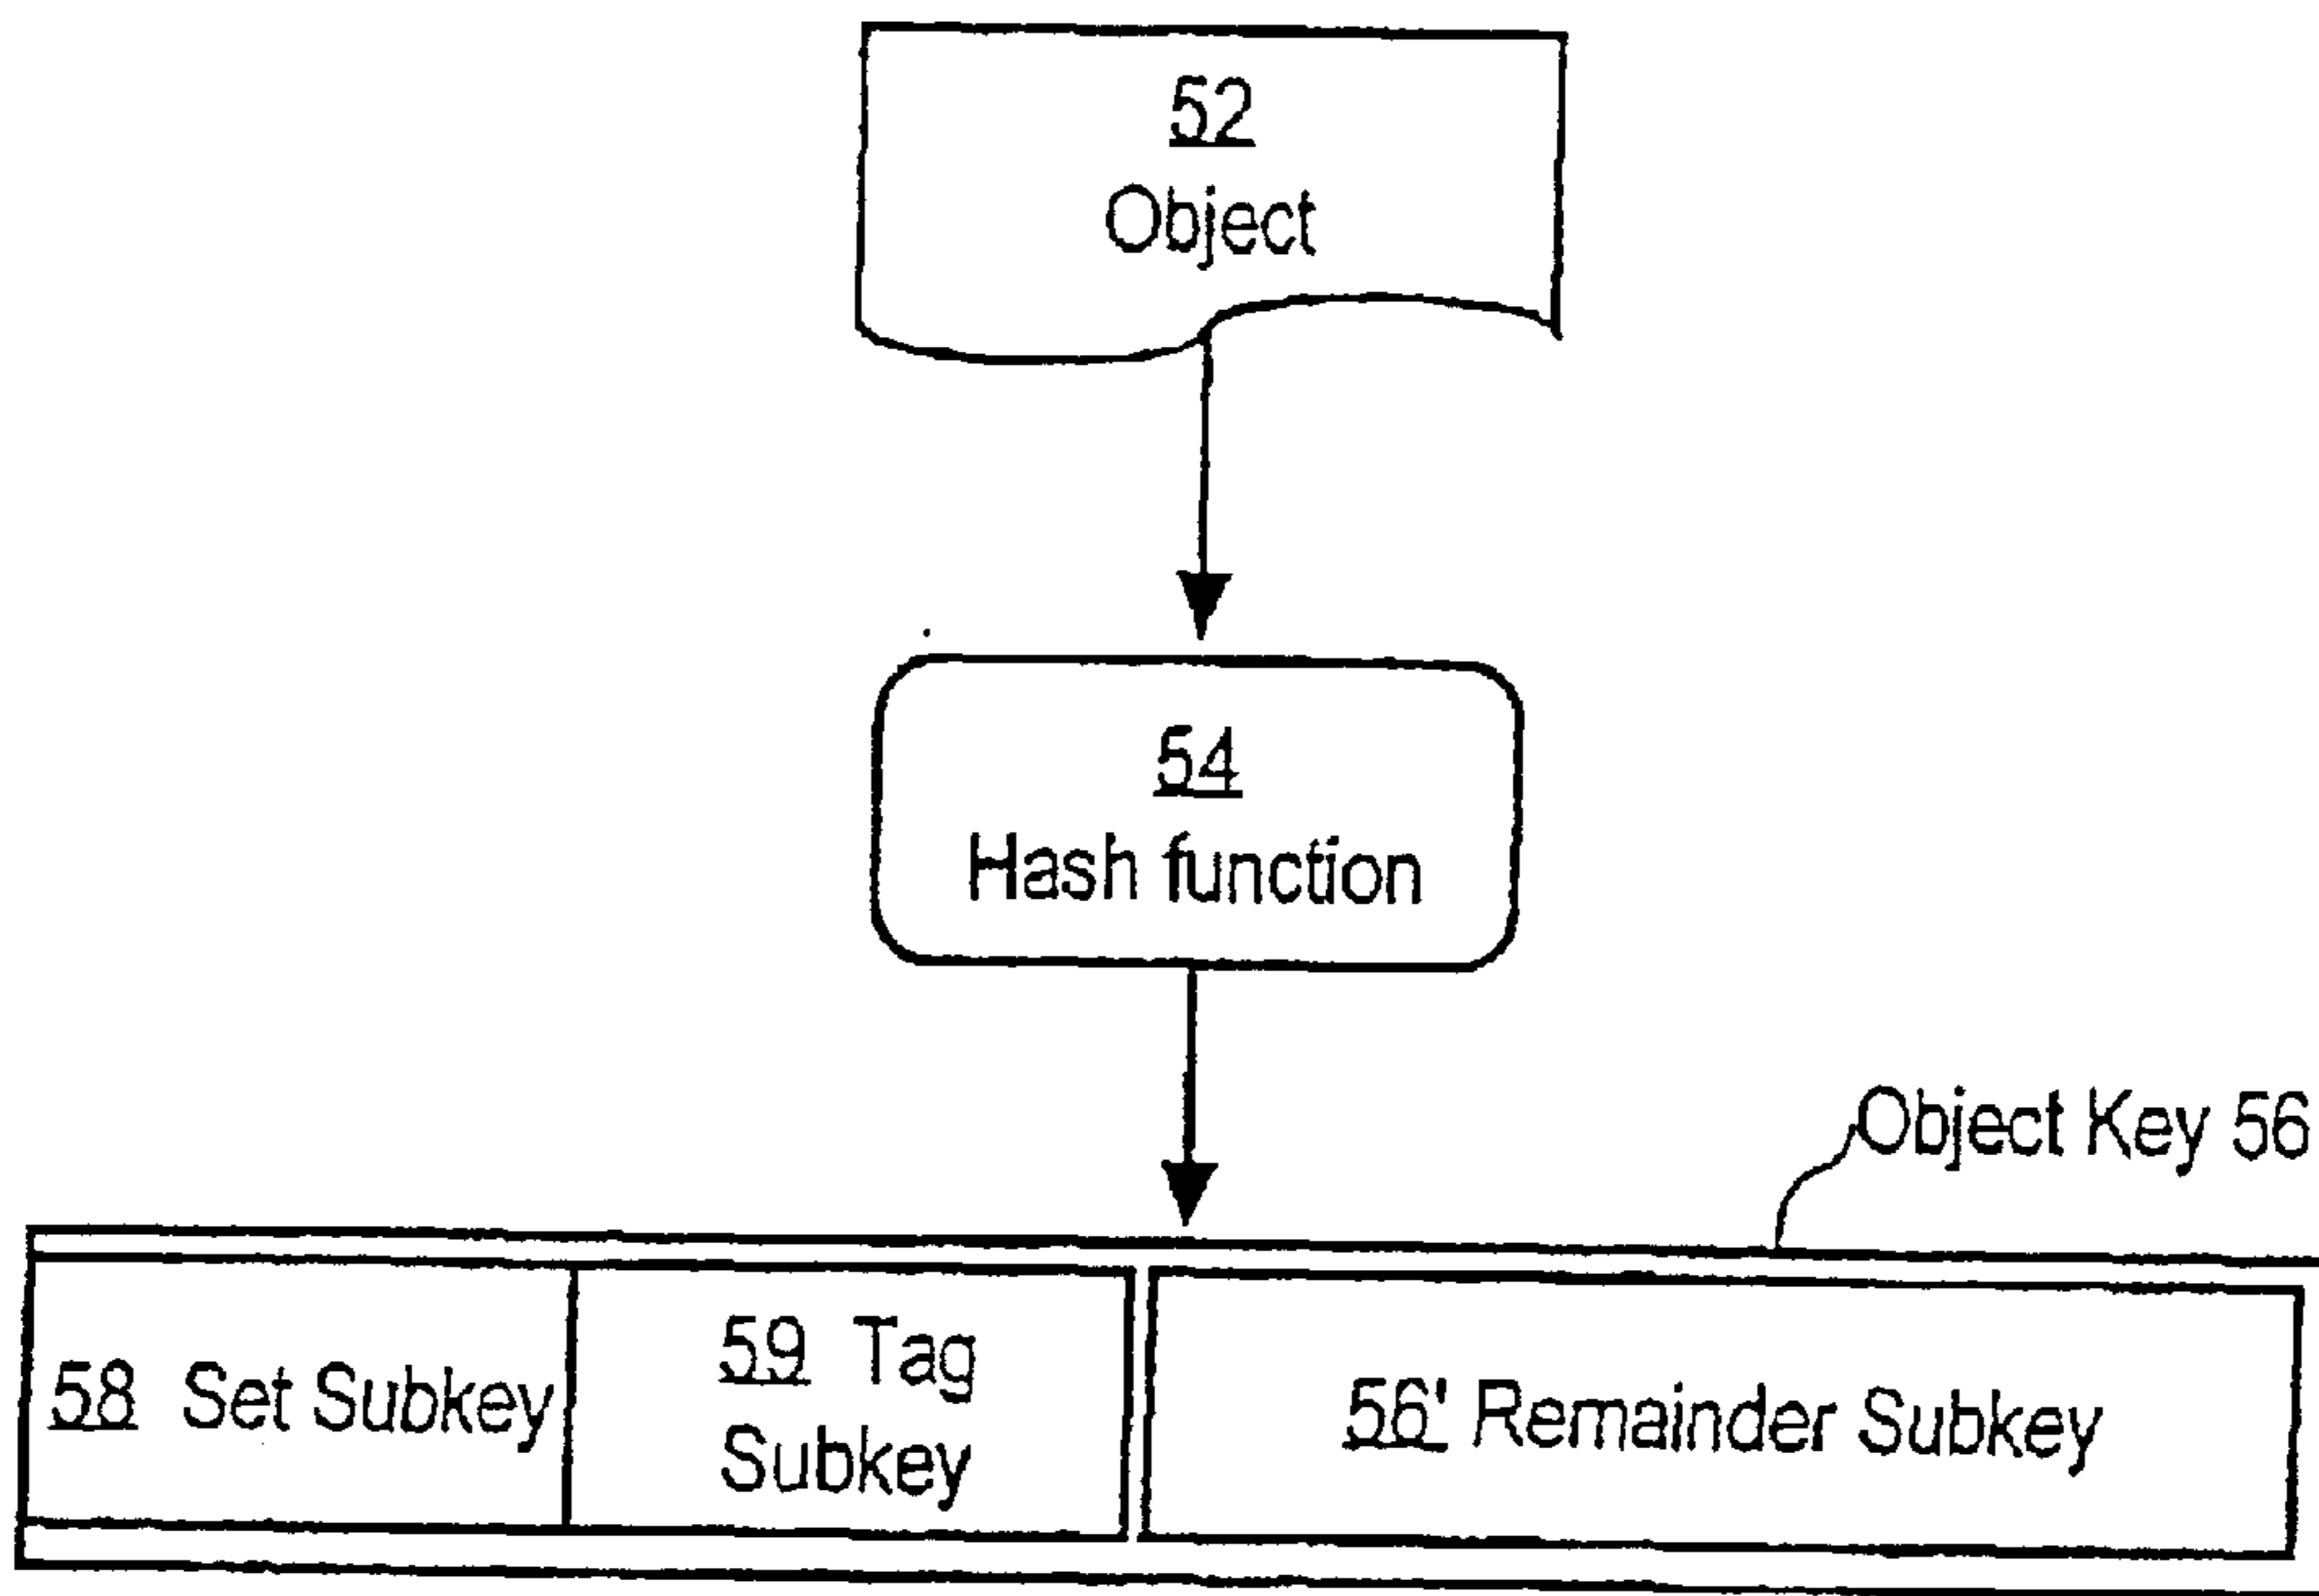 52
Object
54
Hash function
Object Key 56
58 Set Subkey
59 Tag
Subkey
56' Remainder Subkey